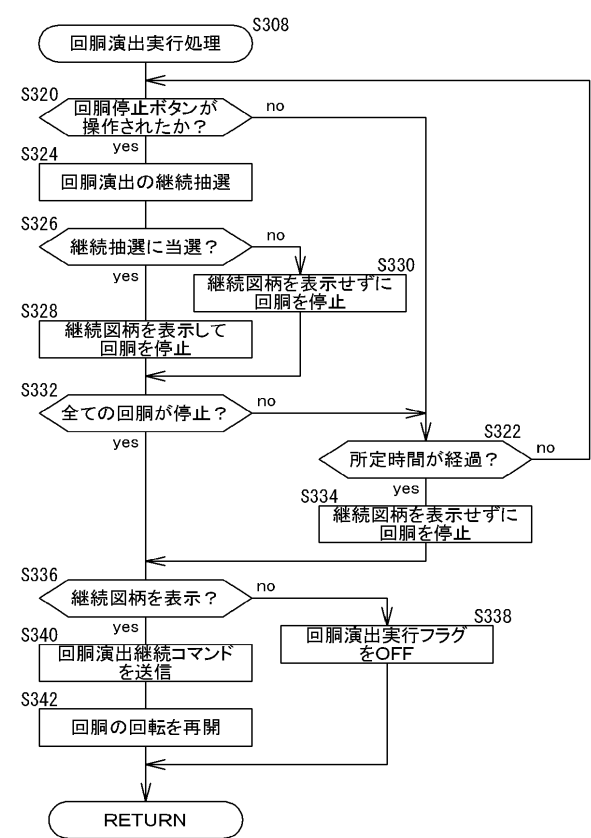 S308
回胴演出実行処理
S320
回胴停止ボタンが
操作されたか？
no
yes
S324
回胴演出の継続抽選
S326
継続抽選に当選？
no
yes
S330
継続図柄を表示せずに
回胴を停止
S328
継続図柄を表示して
回胴を停止
S332
全ての回胴が停止？
no
yes
S322
所定時間が経過？
no
yes
S334
継続図柄を表示せずに
回胴を停止
S336
継続図柄を表示？
no
yes
S338
回胴演出実行フラグ
をOFF
S340
回胴演出継続コマンド
を送信
S342
回胴の回転を再開
RETURN